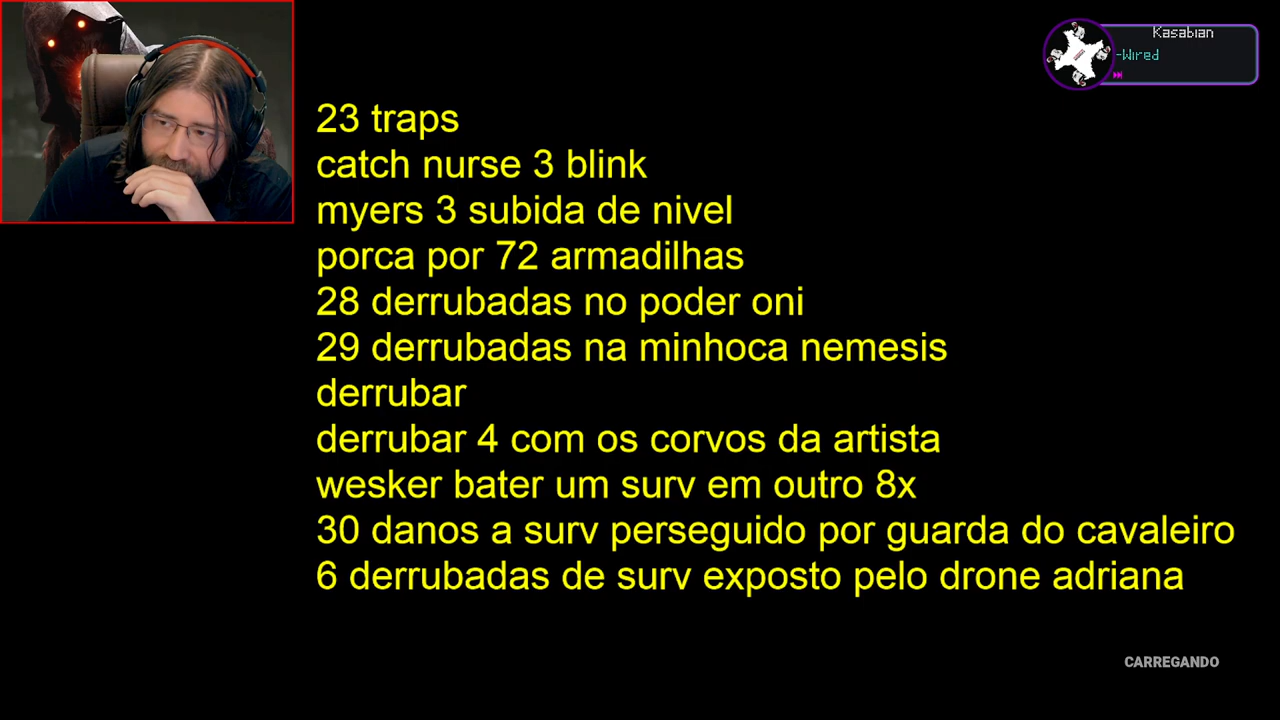 Kasabian
-Wired
23 traps
catch nurse 3 blink
myers 3 subida de nivel
porca por 72 armadilhas
28 derrubadas no poder oni
29 derrubadas na minhoca nemesis
derrubar
derrubar 4 com os corvos da artista
wesker bater um surv em outro 8x
30 danos a surv perseguido por guarda do cavaleiro
6 derrubadas de surv exposto pelo drone adriana
CARREGANDO